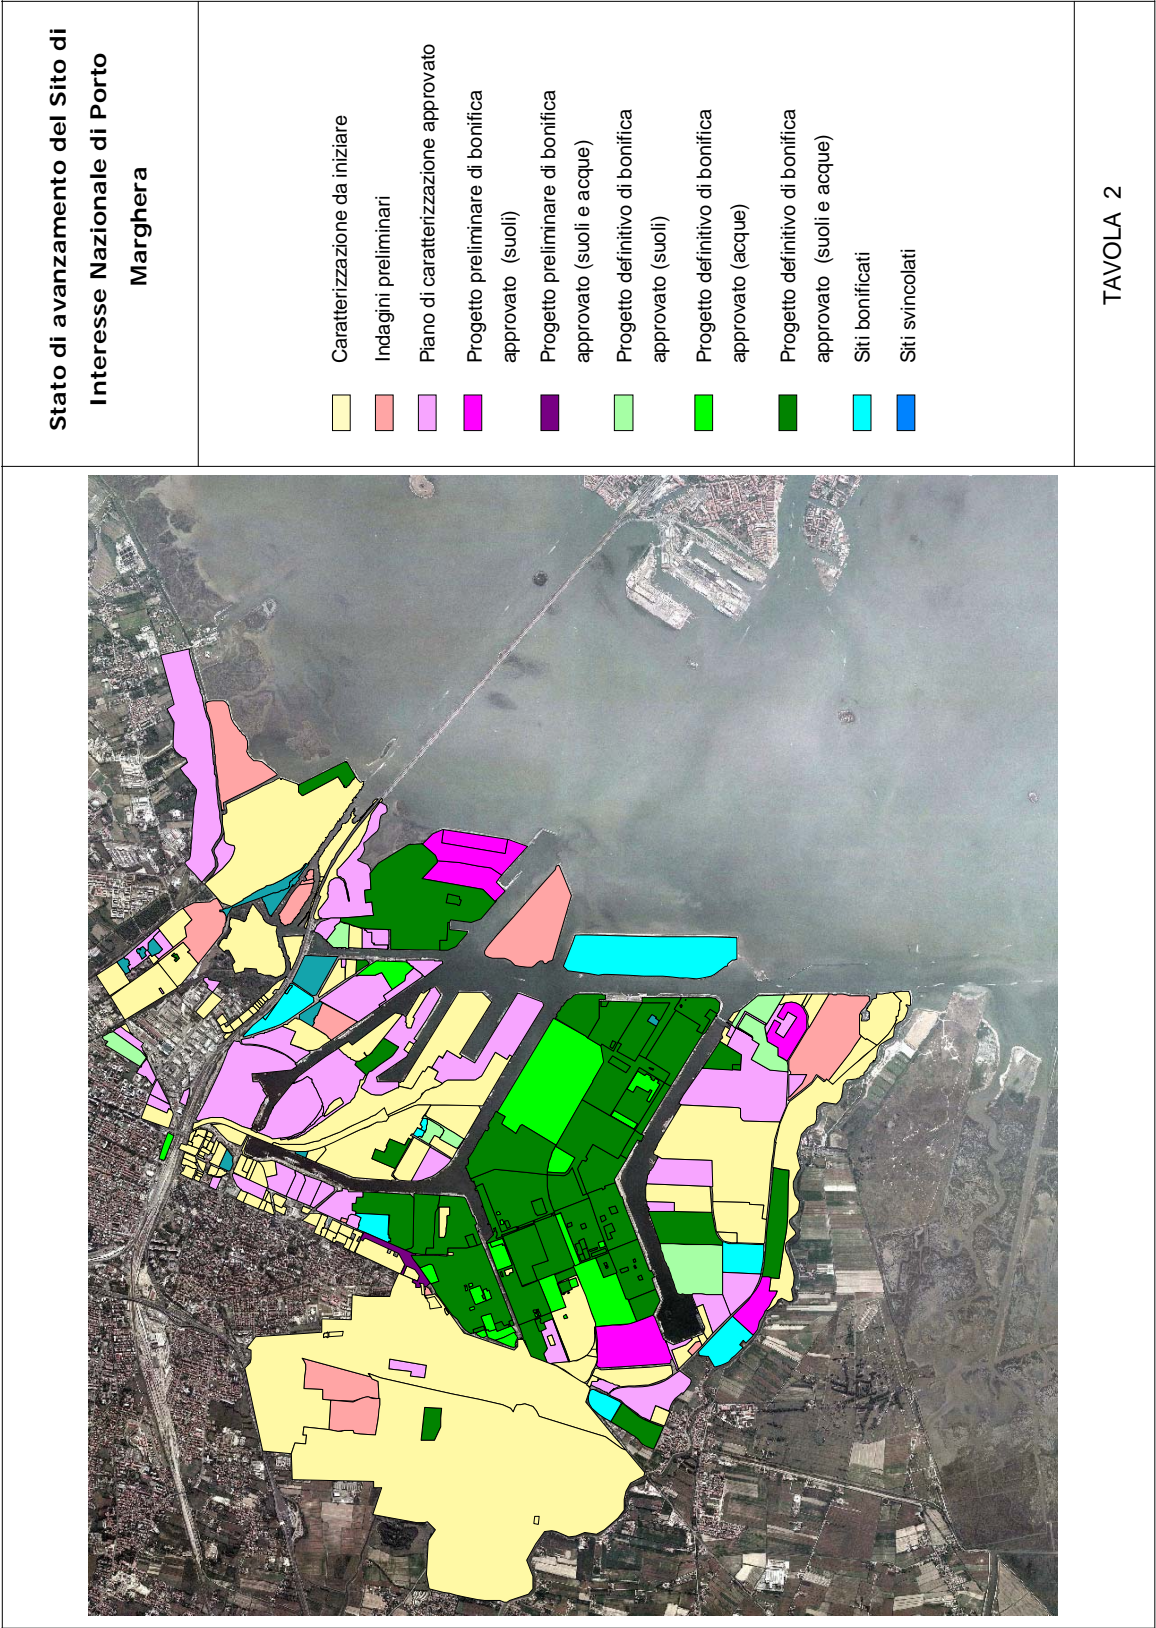 Stato di avanzamento del Sito di
Interesse Nazionale di Porto
Marghera
Caratterizzazione da iniziare
Indagini preliminari
Piano di caratterizzazione approvato
Progetto preliminare di bonifica
approvato (suoli)
Progetto preliminare di bonifica
approvato (suoli e acque)
Progetto definitivo di bonifica
approvato (suoli)
Progetto definitivo di bonifica
approvato (acque)
Progetto definitivo di bonifica
approvato (suoli e acque)
Siti bonificati
Siti svincolati
TAVOLA 2